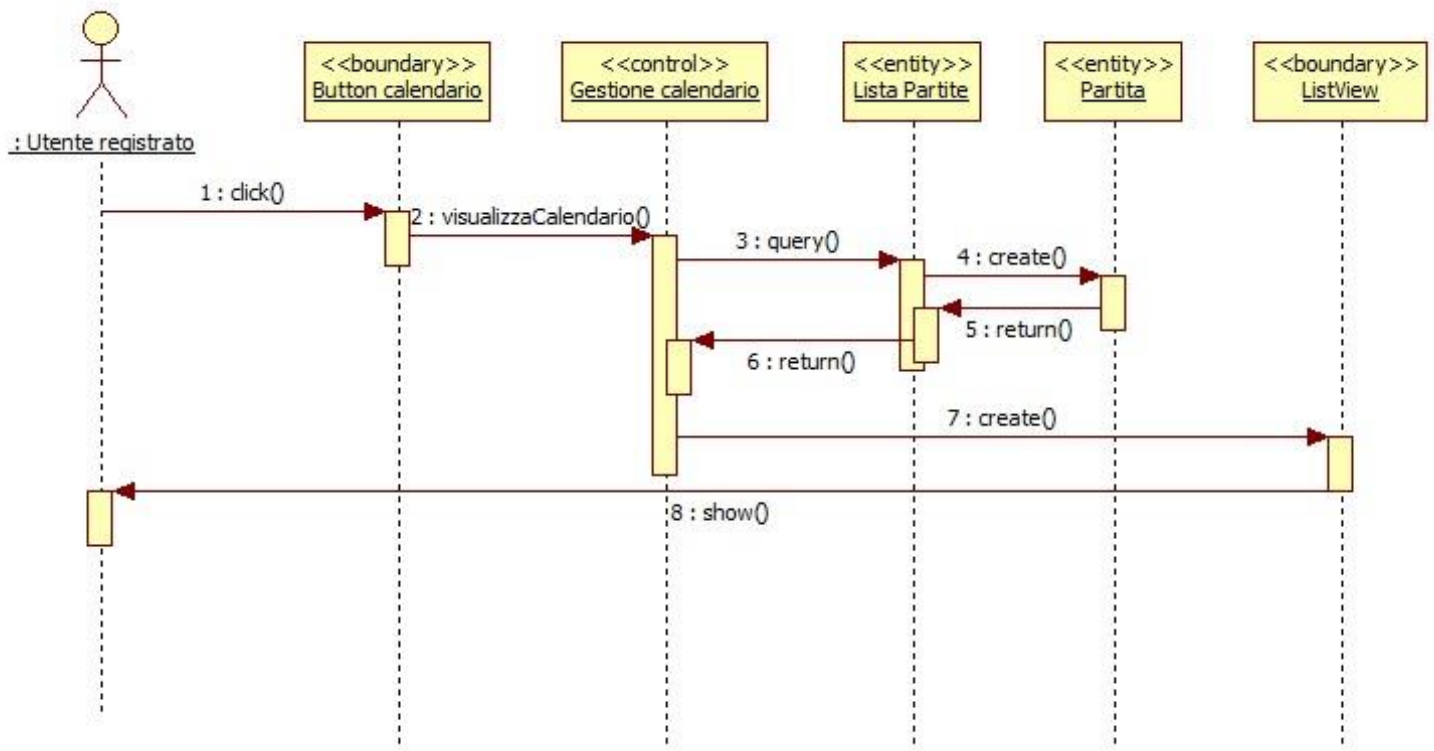 <<boundary>>
Button calendario
<<control>>
Gestione calendario
<<entity>>
Lista Partite
<<entity>>
Partita
<<boundary>>
ListView
: Utente registrato
1 : click()
2 : visualizzaCalendario()
3 : query()
4 : create()
5 : return()
6 : return()
7 : create()
8 : show()